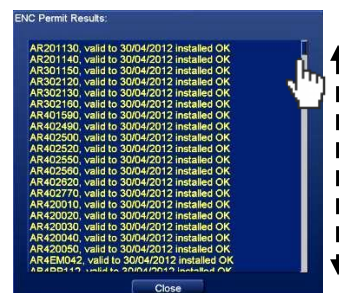 ENC Permit Results:
AR201130, valid to 30/04/2012 installed OK
AR201140, valid to 30/04/2012 installed OK
AR301150, valid to 30/04/2012 installed OK
AR302120, valid to 30/04/2012 installed OK
AR302130, valid to 30/04/2012 installed OK
AR302160, valid to 30/04/2012 installed OK
AR401590, valid to 30/04/2012 installed OK
AR402490, valid to 30/04/2012 installed OK
AR402500, valid to 30/04/2012 installed OK
AR402520, valid to 30/04/2012 installed OK
AR402550, valid to 30/04/2012 installed OK
AR402560, valid to 30/04/2012 installed OK
AR402620, valid to 30/04/2012 installed OK
AR402770, valid to 30/04/2012 installed OK
AR420010, valid to 30/04/2012 installed OK
AR420020, valid to 30/04/2012 installed OK
AR420030, valid to 30/04/2012 installed OK
AR420040, valid to 30/04/2012 installed OK
AR420050, valid to 30/04/2012 installed OK
AR4EM042, valid to 30/04/2012 installed OK
valid to 30/04/2012 installed OK
Close